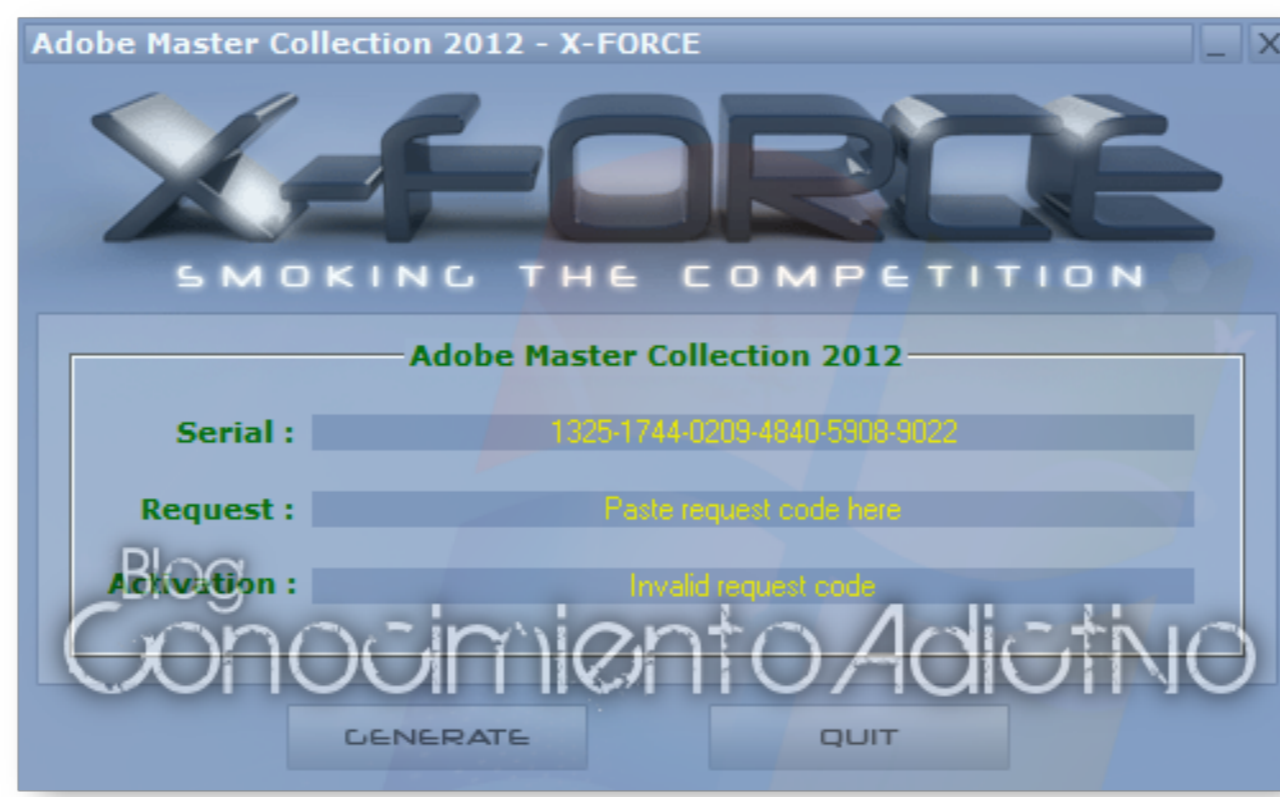 Adobe Master Collection 2012 - X-FORCE
X-FORCE
SMOKING THE COMPETITION
Adobe Master Collection 2012
Serial : 1325-1744-0209-4840-5908-9022
Request : Paste request code here
Activation : Invalid request code
Blog
Conocimiento Adictivo
GENERATE QUIT